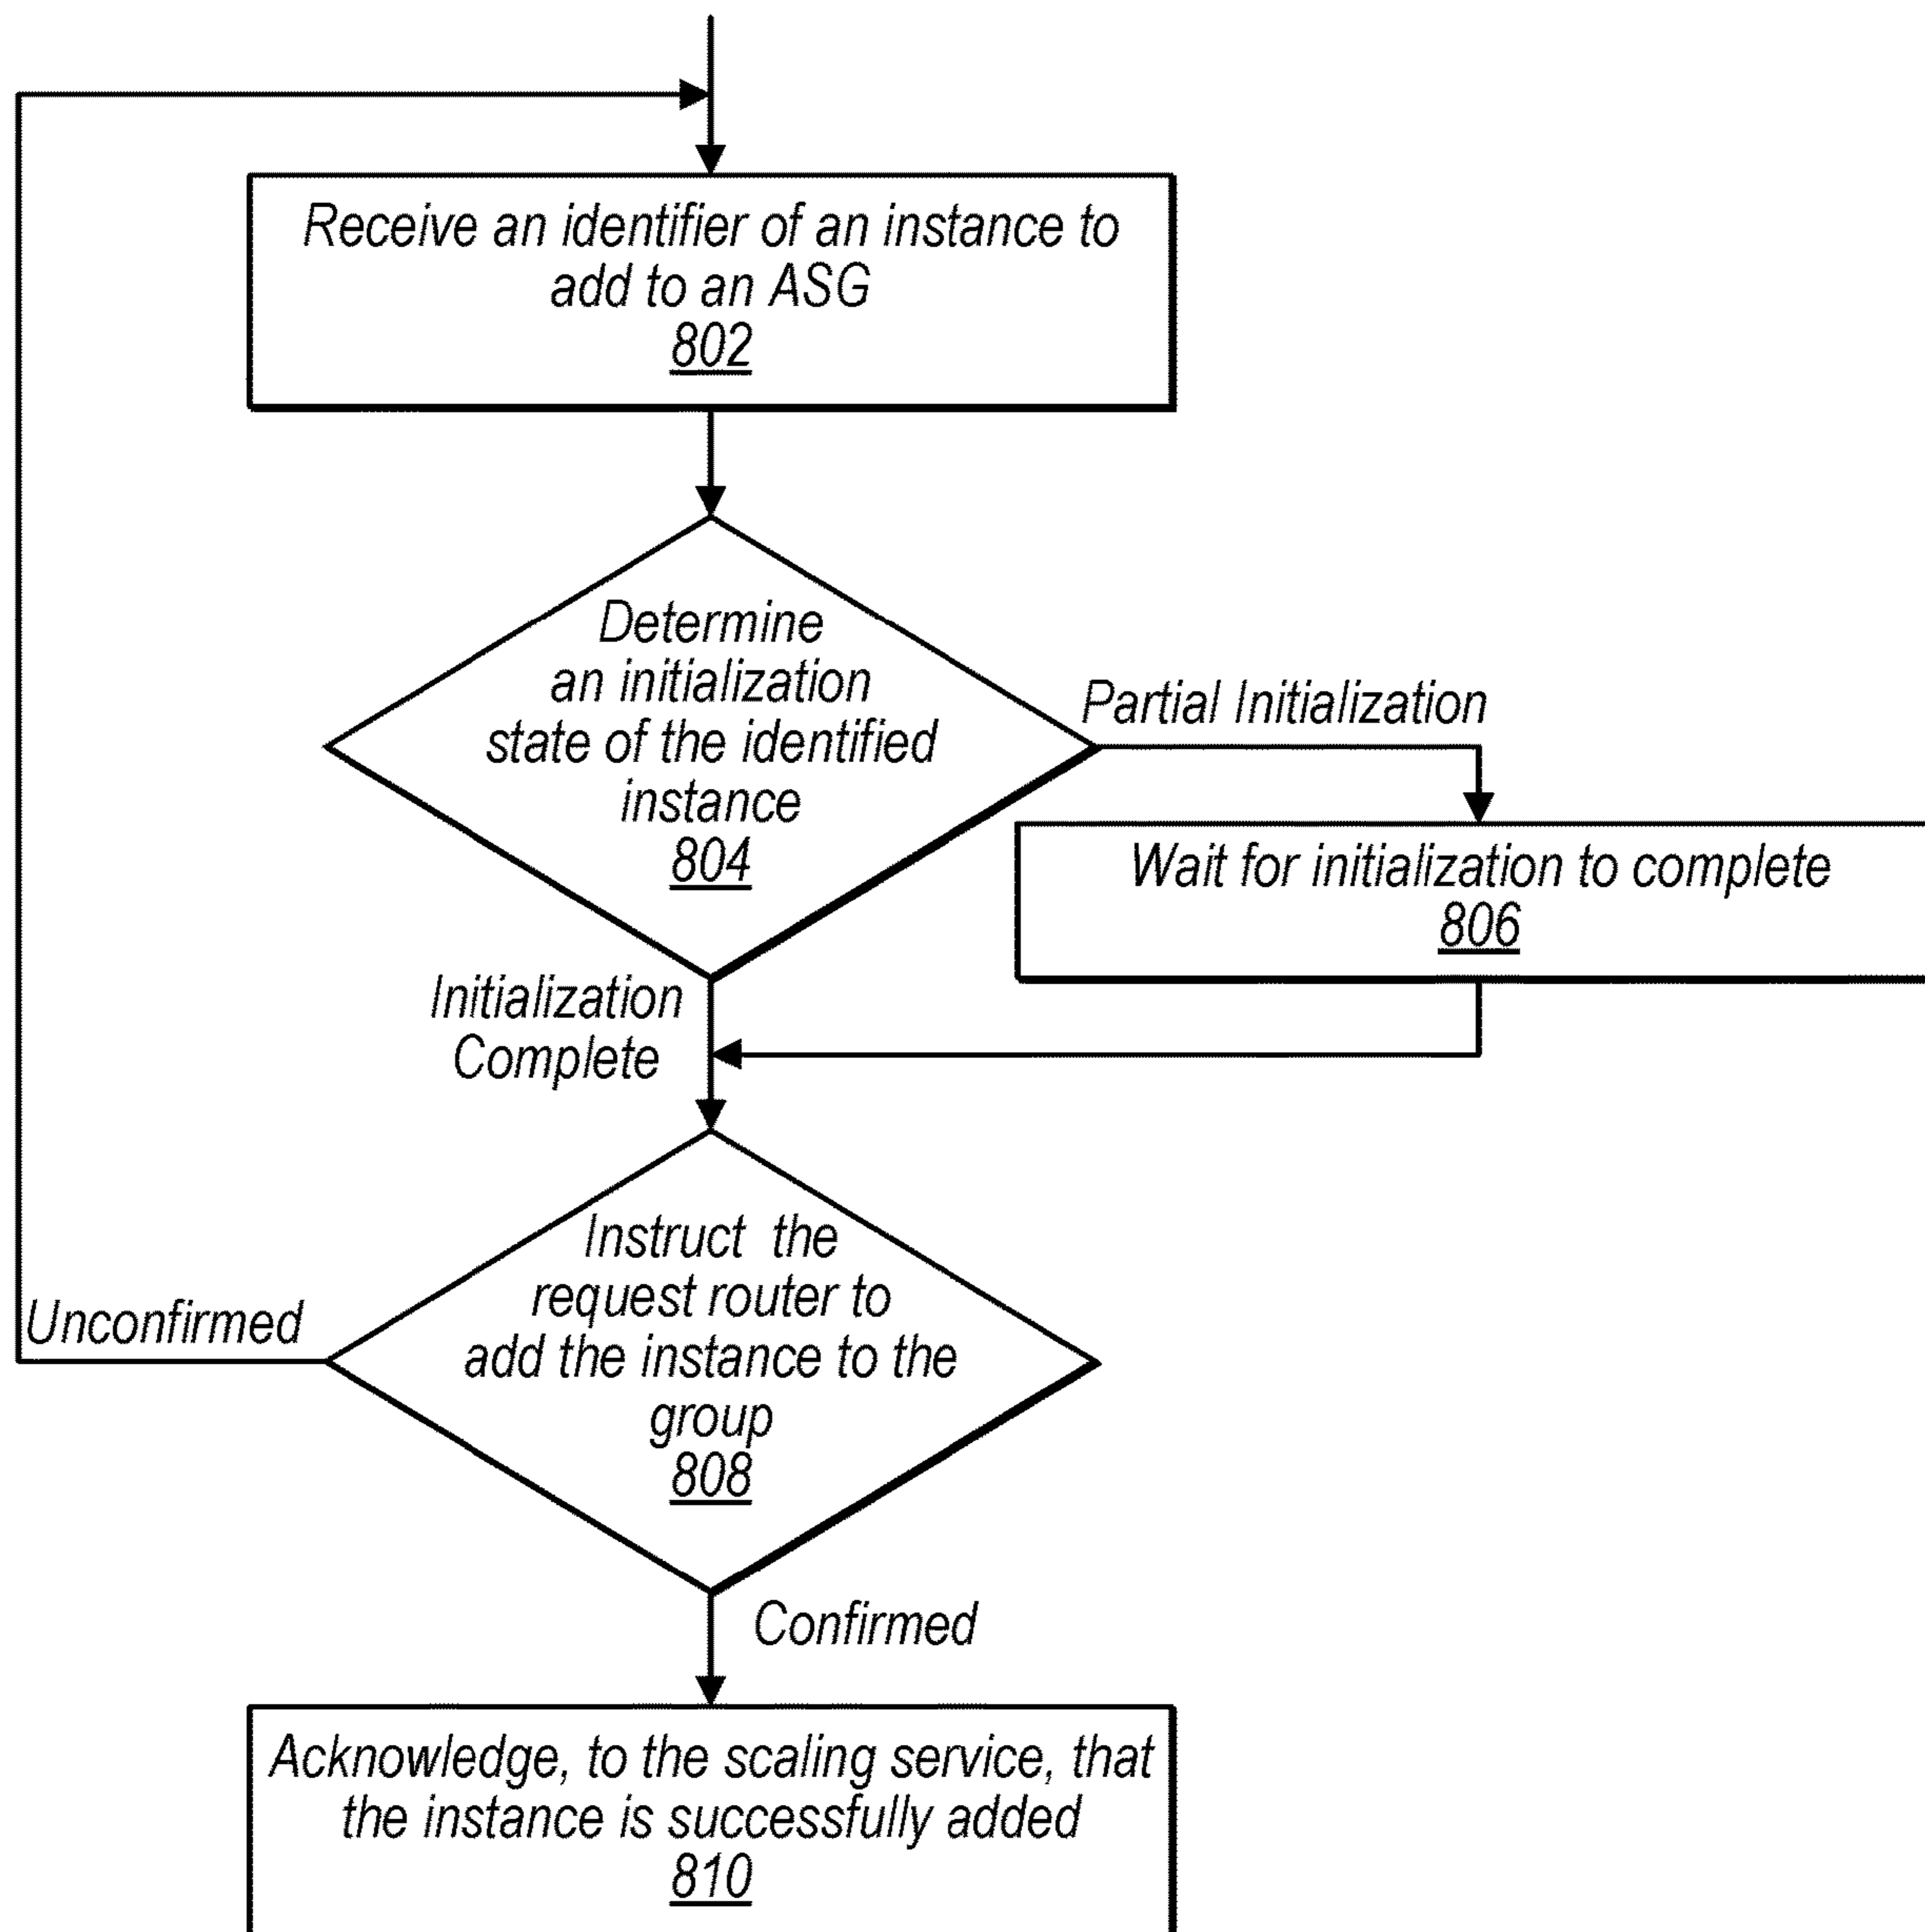 Receive an identifier of an instance to
add to an ASG
802
Determine
an initialization
state of the identified
instance
804
Partial Initialization
Wait for initialization to complete
806
Initialization
Complete
Instruct the
request router to
add the instance to the
group
808
Unconfirmed
Confirmed
Acknowledge, to the scaling service, that
the instance is successfully added
810